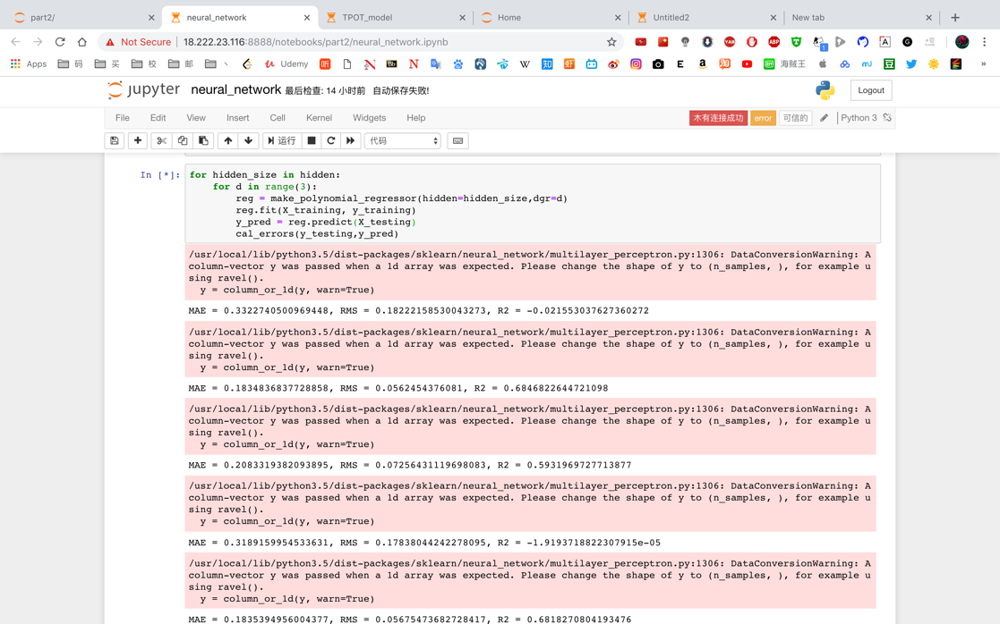 part2/ neural_network TPOT_model Home Untitled2 New tab
Not Secure 18.222.23.116:8888/notebooks/part2/neural_network.ipynb
Apps 码 买 校 邮 Udemy 海贼王 »
jupyter neural_network 最后检查: 14 小时前 自动保存失败! Logout
File Edit View Insert Cell Kernel Widgets Help 木有连接成功 error 可信的 Python 3
运行 代码
In [*]: for hidden_size in hidden:
for d in range(3):
reg = make_polynomial_regressor(hidden=hidden_size,dgr=d)
reg.fit(X_training, y_training)
y_pred = reg.predict(X_testing)
cal_errors(y_testing,y_pred)
/usr/local/lib/python3.5/dist-packages/sklearn/neural_network/multilayer_perceptron.py:1306: DataConversionWarning: A
column-vector y was passed when a 1d array was expected. Please change the shape of y to (n_samples, ), for example u
sing ravel().
y = column_or_1d(y, warn=True)
MAE = 0.3322740500969448, RMS = 0.18222158530043273, R2 = -0.021553037627360272
/usr/local/lib/python3.5/dist-packages/sklearn/neural_network/multilayer_perceptron.py:1306: DataConversionWarning: A
column-vector y was passed when a 1d array was expected. Please change the shape of y to (n_samples, ), for example u
sing ravel().
y = column_or_1d(y, warn=True)
MAE = 0.1834836837728858, RMS = 0.0562454376081, R2 = 0.6846822644721098
/usr/local/lib/python3.5/dist-packages/sklearn/neural_network/multilayer_perceptron.py:1306: DataConversionWarning: A
column-vector y was passed when a 1d array was expected. Please change the shape of y to (n_samples, ), for example u
sing ravel().
y = column_or_1d(y, warn=True)
MAE = 0.2083319382093895, RMS = 0.07256431119698083, R2 = 0.5931969727713877
/usr/local/lib/python3.5/dist-packages/sklearn/neural_network/multilayer_perceptron.py:1306: DataConversionWarning: A
column-vector y was passed when a 1d array was expected. Please change the shape of y to (n_samples, ), for example u
sing ravel().
y = column_or_1d(y, warn=True)
MAE = 0.3189159954533631, RMS = 0.17838044242278095, R2 = -1.9193718822307915e-05
/usr/local/lib/python3.5/dist-packages/sklearn/neural_network/multilayer_perceptron.py:1306: DataConversionWarning: A
column-vector y was passed when a 1d array was expected. Please change the shape of y to (n_samples, ), for example u
sing ravel().
y = column_or_1d(y, warn=True)
MAE = 0.1835394956004377, RMS = 0.05675473682728417, R2 = 0.6818270804193476